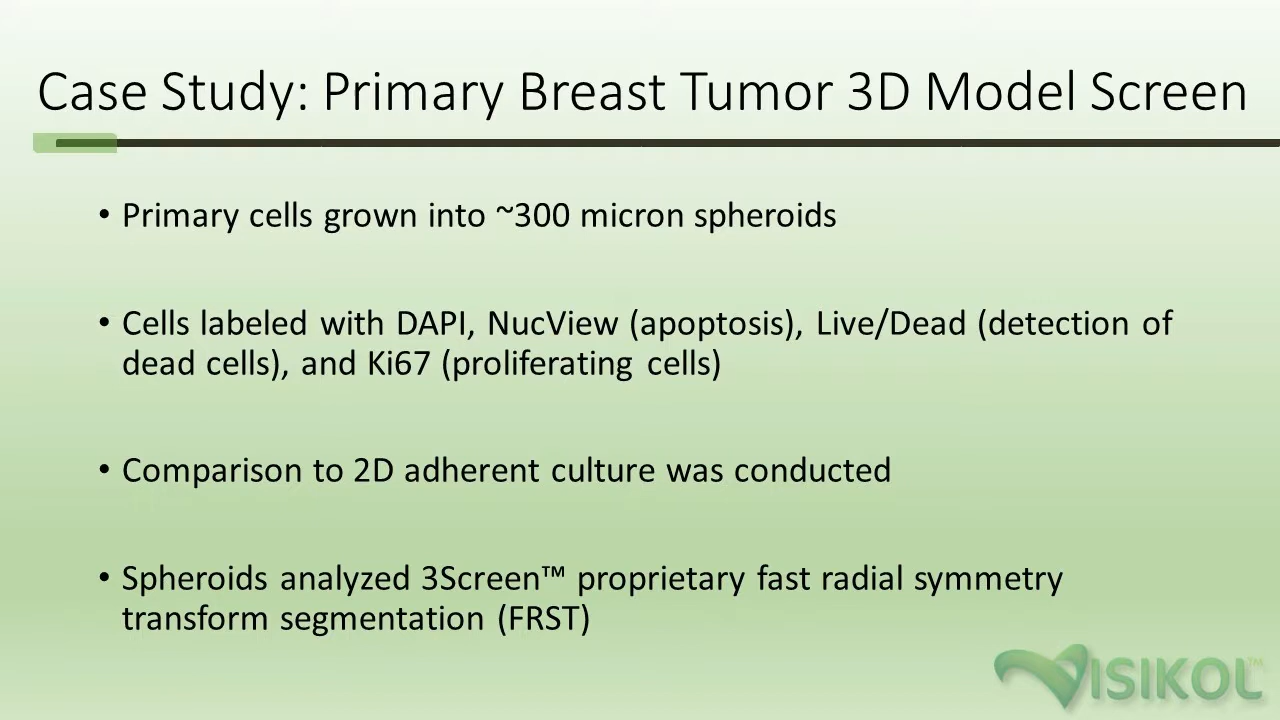 Case Study: Primary Breast Tumor 3D Model Screen
• Primary cells grown into ~300 micron spheroids
• Cells labeled with DAPI, NucView (apoptosis), Live/Dead (detection of
dead cells), and Ki67 (proliferating cells)
• Comparison to 2D adherent culture was conducted
• Spheroids analyzed 3Screen™ proprietary fast radial symmetry
transform segmentation (FRST)
VISIKOL™